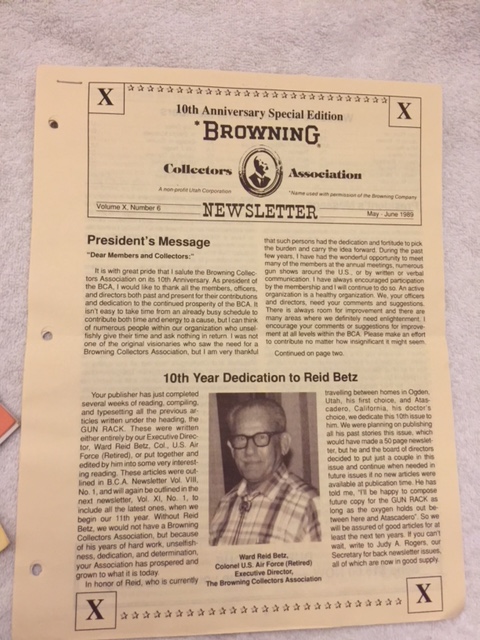 X
X
10th Anniversary Special Edition
*BROWNING
Collectors Association
A non-profit Utah Corporation
*Name used with permission of the Browning Company
Volume X, Number 6
NEWSLETTER
May - June 1989
President's Message
"Dear Members and Collectors:"
It is with great pride that I salute the Browning Collec-
tors Association on its 10th Anniversary. As president of
the BCA, I would like to thank all the members, officers,
and directors both past and present for their contributions
and dedication to the continued prosperity of the BCA. It
isn't easy to take time from an already busy schedule to
contribute both time and energy to a cause, but I can think
of numerous people within our organization who unsel-
fishly give their time and ask nothing in return. I was not
one of the original visionaries who saw the need for a
Browning Collectors Association, but I am very thankful
that such persons had the dedication and fortitude to pick
the burden and carry the idea forward. During the past
few years, I have had the wonderful opportunity to meet
many of the members at the annual meetings, numerous
gun shows around the U.S., or by written or verbal
communication. I have always encouraged participation
by the membership and I will continue to do so. An active
organization is a healthy organization. We, your officers
and directors, need your comments and suggestions.
There is always room for improvement and there are
many areas where we definitely need enlightenment. I
encourage your comments or suggestions for improve-
ment at all levels within the BCA. Please make an effort
to contribute no matter how insignificant it might seem.
Continued on page two.
10th Year Dedication to Reid Betz
Your publisher has just completed
several weeks of reading, compiling,
and typesetting all the previous ar-
ticles written under the heading, the
GUN RACK. These were written
either entirely by our Executive Direc-
tor, Ward Reid Betz, Col., U.S. Air
Force (Retired), or put together and
edited by him into some very interest-
ing reading. These articles were out-
lined in B.C.A. Newsletter Vol. VIII,
No. 1, and will again be outlined in the
next newsletter, Vol. XI, No. 1, to
include all the latest ones, when we
begin our 11th year. Without Reid
Betz, we would not have a Browning
Collectors Association, but because
of his years of hard work, unselfish-
ness, dedication, and determination,
your Association has prospered and
grown to what it is today.
In honor of Reid, who is currently
Ward Reid Betz,
Colonel U.S. Air Force (Retired)
Executive Director,
The Browning Collectors Association
travelling between homes in Ogden,
Utah, his first choice, and Atas-
cadero, California, his doctor's
choice, we dedicate this 10th issue to
him. We were planning on publishing
all his past stories this issue, which
would have made a 50 page newslet-
ter, but he and the board of directors
decided to put just a couple in this
issue and continue when needed in
future issues if no new articles were
available at publication time. He has
told me, "I'll be happy to compose
future copy for the GUN RACK as
long as the oxygen holds out be-
tween here and Atascadero". So we
will be assured of good articles for at
least the next ten years. If you can't
wait, write to Judy A. Rogers, our
Secretary for back newsletter issues,
all of which are now in good supply.
X
X